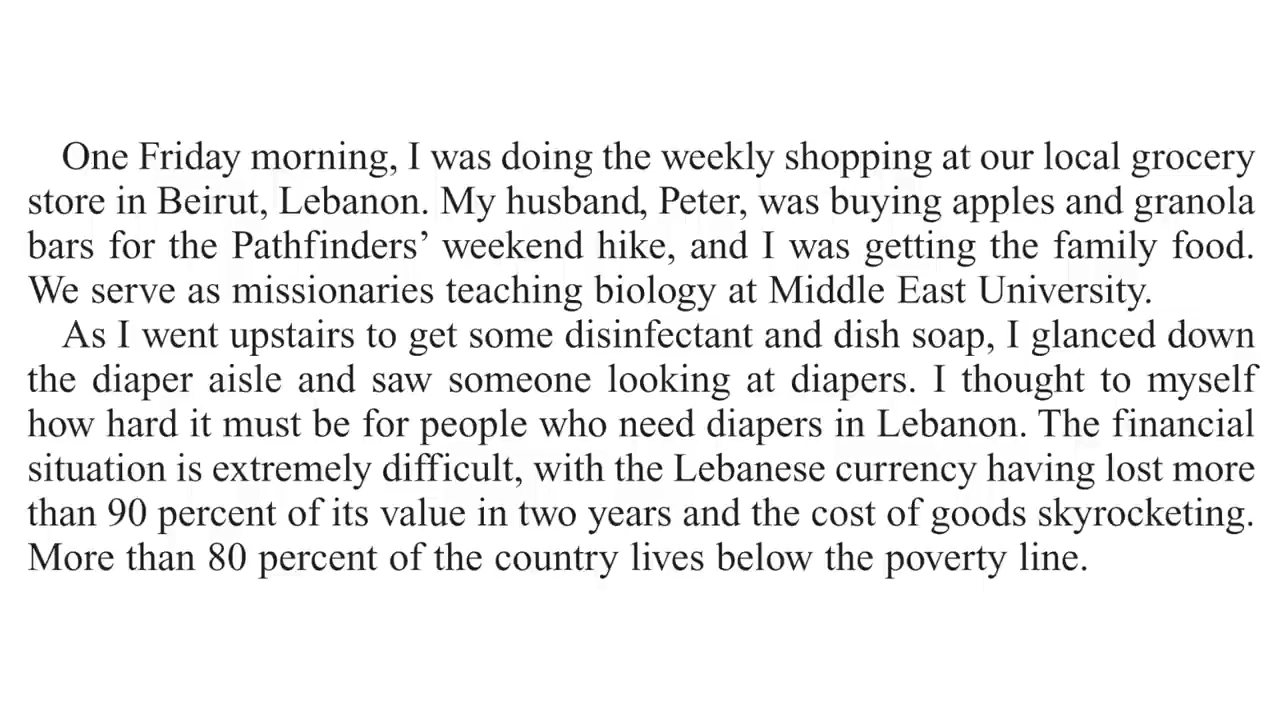 One Friday morning, I was doing the weekly shopping at our local grocery
store in Beirut, Lebanon. My husband, Peter, was buying apples and granola
bars for the Pathfinders’ weekend hike, and I was getting the family food.
We serve as missionaries teaching biology at Middle East University.
As I went upstairs to get some disinfectant and dish soap, I glanced down
the diaper aisle and saw someone looking at diapers. I thought to myself
how hard it must be for people who need diapers in Lebanon. The financial
situation is extremely difficult, with the Lebanese currency having lost more
than 90 percent of its value in two years and the cost of goods skyrocketing.
More than 80 percent of the country lives below the poverty line.